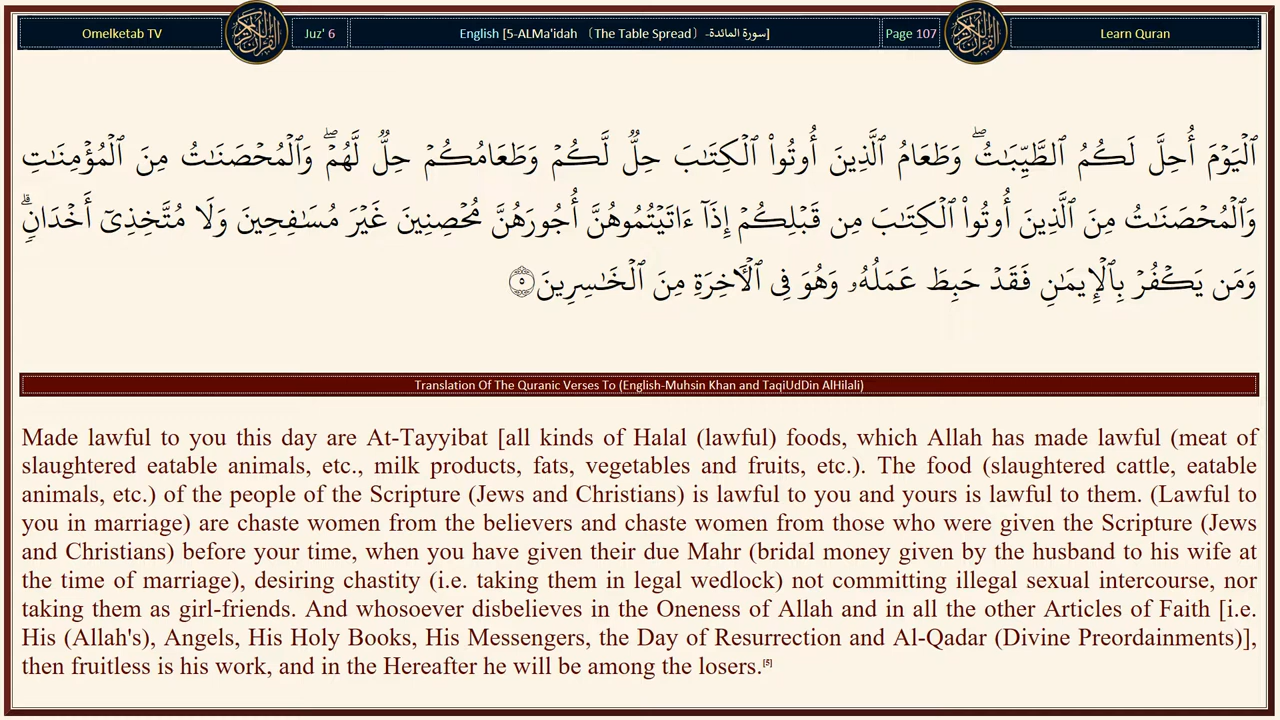 Omelketab TV
Juz' 6
English [5-ALMa'idah （The Table Spread）-سورة المائدة]
Page 107
Learn Quran
ٱلۡيَوۡمَ أُحِلَّ لَكُمُ ٱلطَّيِّبَٰتُۖ وَطَعَامُ ٱلَّذِينَ أُوتُواْ ٱلۡكِتَٰبَ حِلّٞ لَّكُمۡ وَطَعَامُكُمۡ حِلّٞ لَّهُمۡۖ وَٱلۡمُحۡصَنَٰتُ مِنَ ٱلۡمُؤۡمِنَٰتِ
وَٱلۡمُحۡصَنَٰتُ مِنَ ٱلَّذِينَ أُوتُواْ ٱلۡكِتَٰبَ مِن قَبۡلِكُمۡ إِذَآ ءَاتَيۡتُمُوهُنَّ أُجُورَهُنَّ مُحۡصِنِينَ غَيۡرَ مُسَٰفِحِينَ وَلَا مُتَّخِذِيٓ أَخۡدَانٖۗ
وَمَن يَكۡفُرۡ بِٱلۡإِيمَٰنِ فَقَدۡ حَبِطَ عَمَلُهُۥ وَهُوَ فِي ٱلۡأٓخِرَةِ مِنَ ٱلۡخَٰسِرِينَ ٥
Translation Of The Quranic Verses To (English-Muhsin Khan and TaqiUdDin AlHilali)
Made lawful to you this day are At-Tayyibat [all kinds of Halal (lawful) foods, which Allah has made lawful (meat of
slaughtered eatable animals, etc., milk products, fats, vegetables and fruits, etc.). The food (slaughtered cattle, eatable
animals, etc.) of the people of the Scripture (Jews and Christians) is lawful to you and yours is lawful to them. (Lawful to
you in marriage) are chaste women from the believers and chaste women from those who were given the Scripture (Jews
and Christians) before your time, when you have given their due Mahr (bridal money given by the husband to his wife at
the time of marriage), desiring chastity (i.e. taking them in legal wedlock) not committing illegal sexual intercourse, nor
taking them as girl-friends. And whosoever disbelieves in the Oneness of Allah and in all the other Articles of Faith [i.e.
His (Allah's), Angels, His Holy Books, His Messengers, the Day of Resurrection and Al-Qadar (Divine Preordainments)],
then fruitless is his work, and in the Hereafter he will be among the losers.[5]